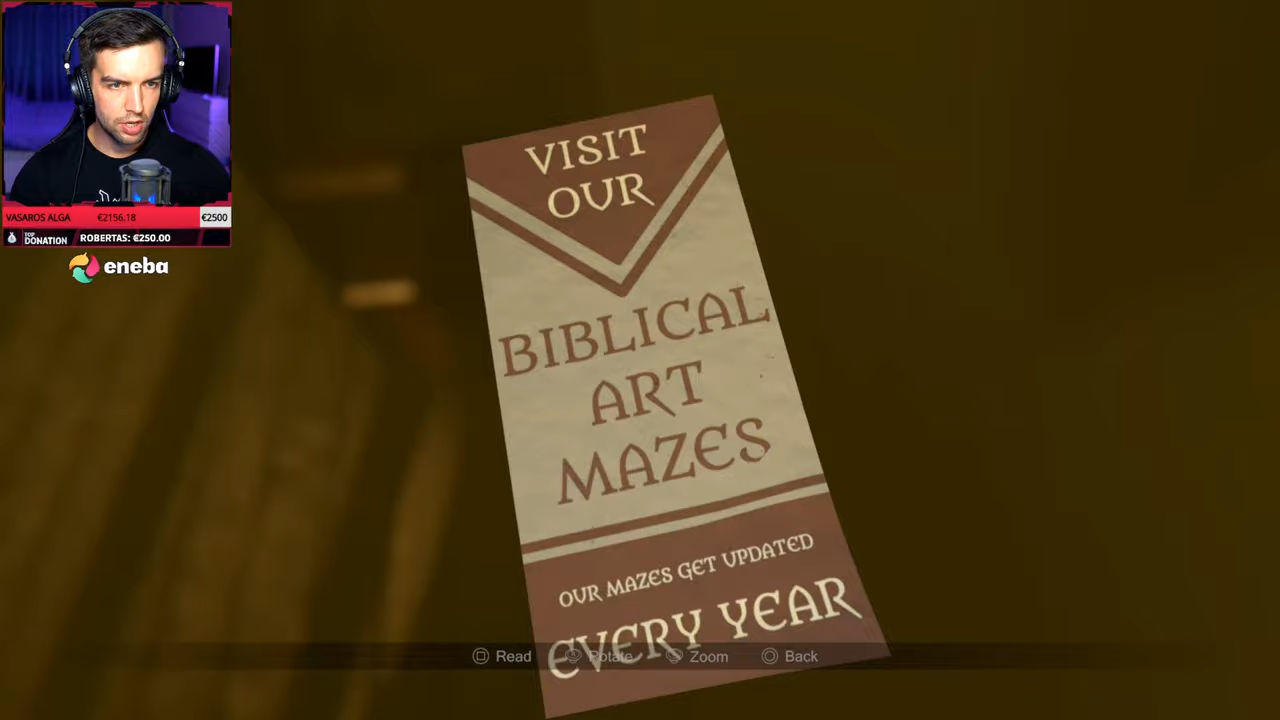 VASAROS ALGA €2156.18 €2500
TOP DONATION ROBERTAS: €250.00
eneba
VISIT
OUR
BIBLICAL
ART
MAZES
OUR MAZES GET UPDATED
EVERY YEAR
Read Rotate Zoom Back